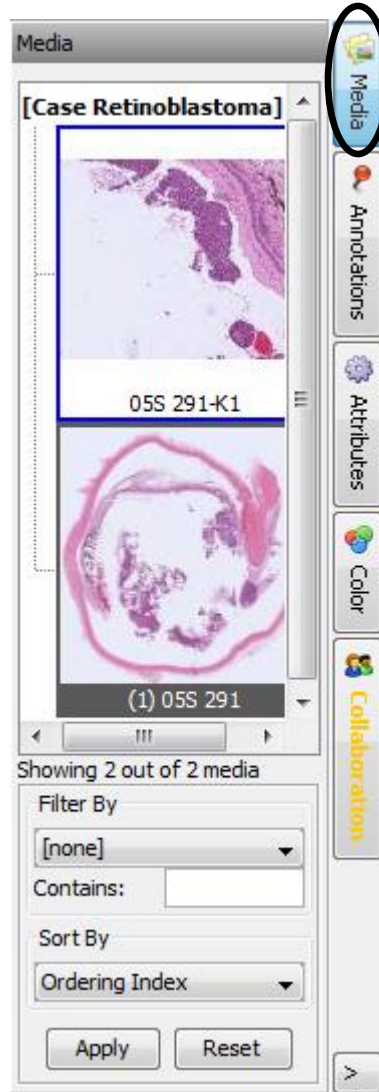 Media
[Case Retinoblastoma]
05S 291-K1
(1) 05S 291
Showing 2 out of 2 media
Filter By
[none]
Contains:
Sort By
Ordering Index
Apply
Reset
Media
Annotations
Attributes
Color
Collaboration
>